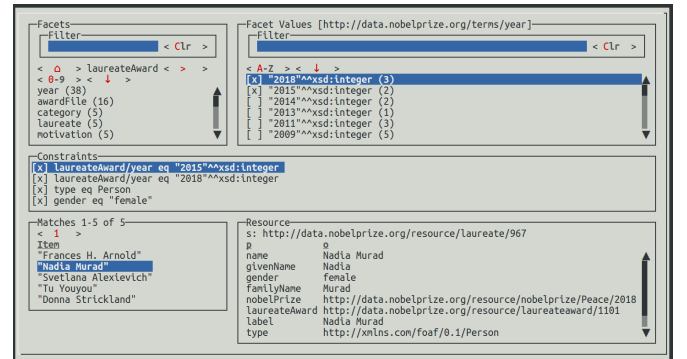 Facets
Filter
< Clr >
< ⌂ > laureateAward < > >
< 0-9 > < ↓ >
year (38)
awardFile (16)
category (5)
laureate (5)
motivation (5)
Facet Values [http://data.nobelprize.org/terms/year]
Filter
< Clr >
< A-Z > < ↓ >
[x] "2018"^^xsd:integer (3)
[x] "2015"^^xsd:integer (2)
[ ] "2014"^^xsd:integer (2)
[ ] "2013"^^xsd:integer (1)
[ ] "2011"^^xsd:integer (3)
[ ] "2009"^^xsd:integer (5)
Constraints
[x] laureateAward/year eq "2015"^^xsd:integer
[x] laureateAward/year eq "2018"^^xsd:integer
[x] type eq Person
[x] gender eq "female"
Matches 1-5 of 5
< 1 >
Item
"Frances H. Arnold"
"Nadia Murad"
"Svetlana Alexievich"
"Tu Youyou"
"Donna Strickland"
Resource
s: http://data.nobelprize.org/resource/laureate/967
p o
name Nadia Murad
givenName Nadia
gender female
familyName Murad
nobelPrize http://data.nobelprize.org/resource/nobelprize/Peace/2018
laureateAward http://data.nobelprize.org/resource/laureateaward/1101
label Nadia Murad
type http://xmlns.com/foaf/0.1/Person